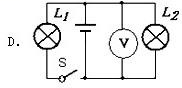 L₁ L₂
D. V
S